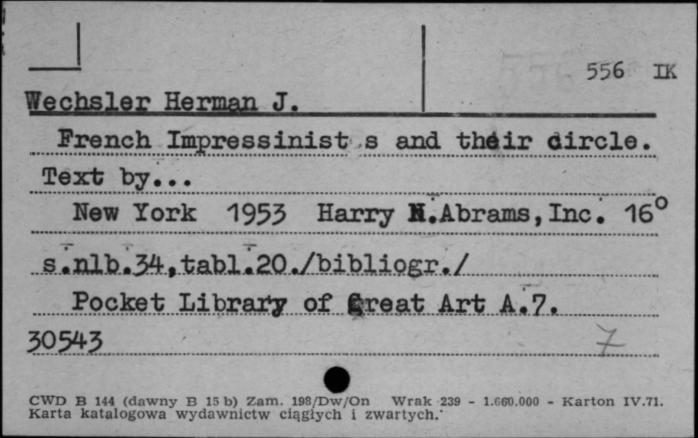 556 IK
Wechsler Herman J.
French Impressinist s and their circle.
Text by...
New York 1953 Harry N.Abrams,Inc. 16°
s.nlb.34,tabl.20./bibliogr./
Pocket Library of Great Art A.7.
30543 7
CWD B 144 (dawny B 15 b) Zam. 198/Dw/On Wrak 239 - 1.660.000 - Karton IV.71.
Karta katalogowa wydawnictw ciągłych i zwartych.